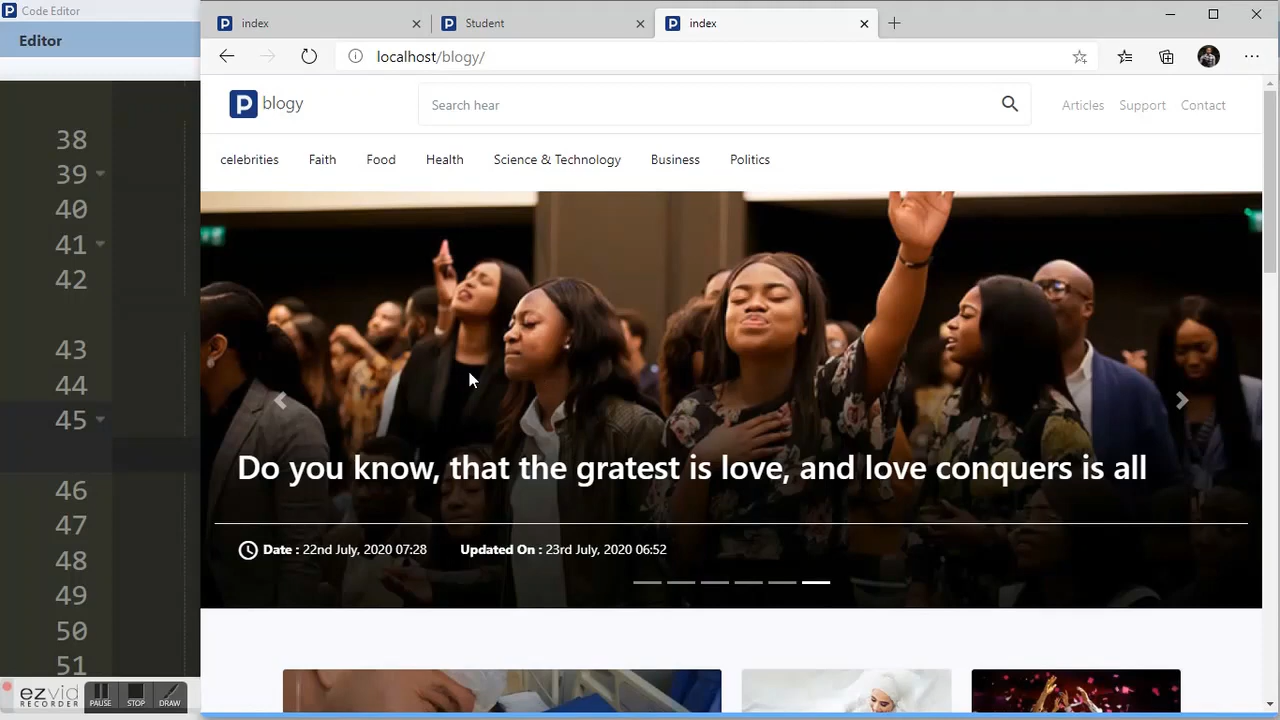 Code Editor
index
Student
index
Editor
localhost/blogy/
P blogy
Search hear
Articles Support Contact
celebrities Faith Food Health Science & Technology Business Politics
38
39
40
41
42
43
44
45
46
47
48
49
50
51
Do you know, that the gratest is love, and love conquers is all
Date : 22nd July, 2020 07:28 Updated On : 23rd July, 2020 06:52
ezvid
RECORDER
PAUSE STOP DRAW